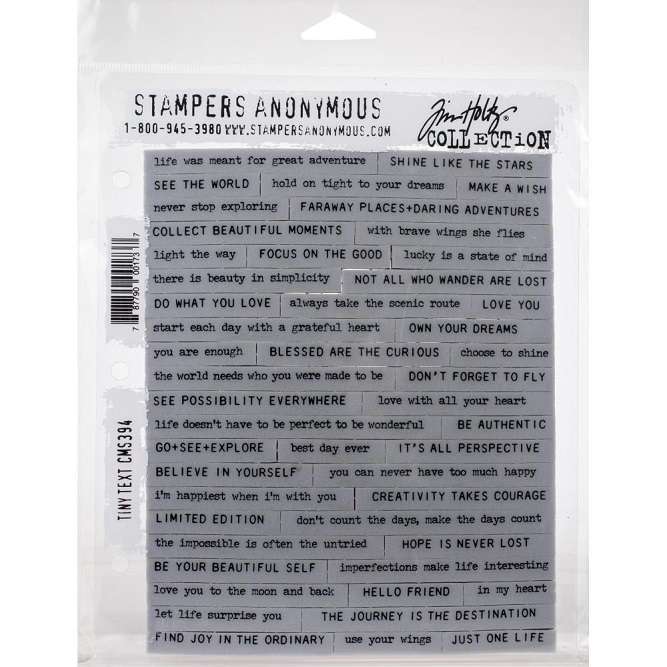 STAMPERS ANONYMOUS
1-800-945-3980 WWW.STAMPERSANONYMOUS.COM
Tim Holtz®
COLLECTION
life was meant for great adventure SHINE LIKE THE STARS
SEE THE WORLD hold on tight to your dreams MAKE A WISH
never stop exploring FARAWAY PLACES+DARING ADVENTURES
COLLECT BEAUTIFUL MOMENTS with brave wings she flies
light the way FOCUS ON THE GOOD lucky is a state of mind
there is beauty in simplicity NOT ALL WHO WANDER ARE LOST
DO WHAT YOU LOVE always take the scenic route LOVE YOU
start each day with a grateful heart OWN YOUR DREAMS
you are enough BLESSED ARE THE CURIOUS choose to shine
the world needs who you were made to be DON'T FORGET TO FLY
SEE POSSIBILITY EVERYWHERE love with all your heart
life doesn't have to be perfect to be wonderful BE AUTHENTIC
GO+SEE+EXPLORE best day ever IT'S ALL PERSPECTIVE
BELIEVE IN YOURSELF you can never have too much happy
i'm happiest when i'm with you CREATIVITY TAKES COURAGE
LIMITED EDITION don't count the days, make the days count
the impossible is often the untried HOPE IS NEVER LOST
BE YOUR BEAUTIFUL SELF imperfections make life interesting
love you to the moon and back HELLO FRIEND in my heart
let life surprise you THE JOURNEY IS THE DESTINATION
FIND JOY IN THE ORDINARY use your wings JUST ONE LIFE
7 87790 00173 7
TINY TEXT CMS394